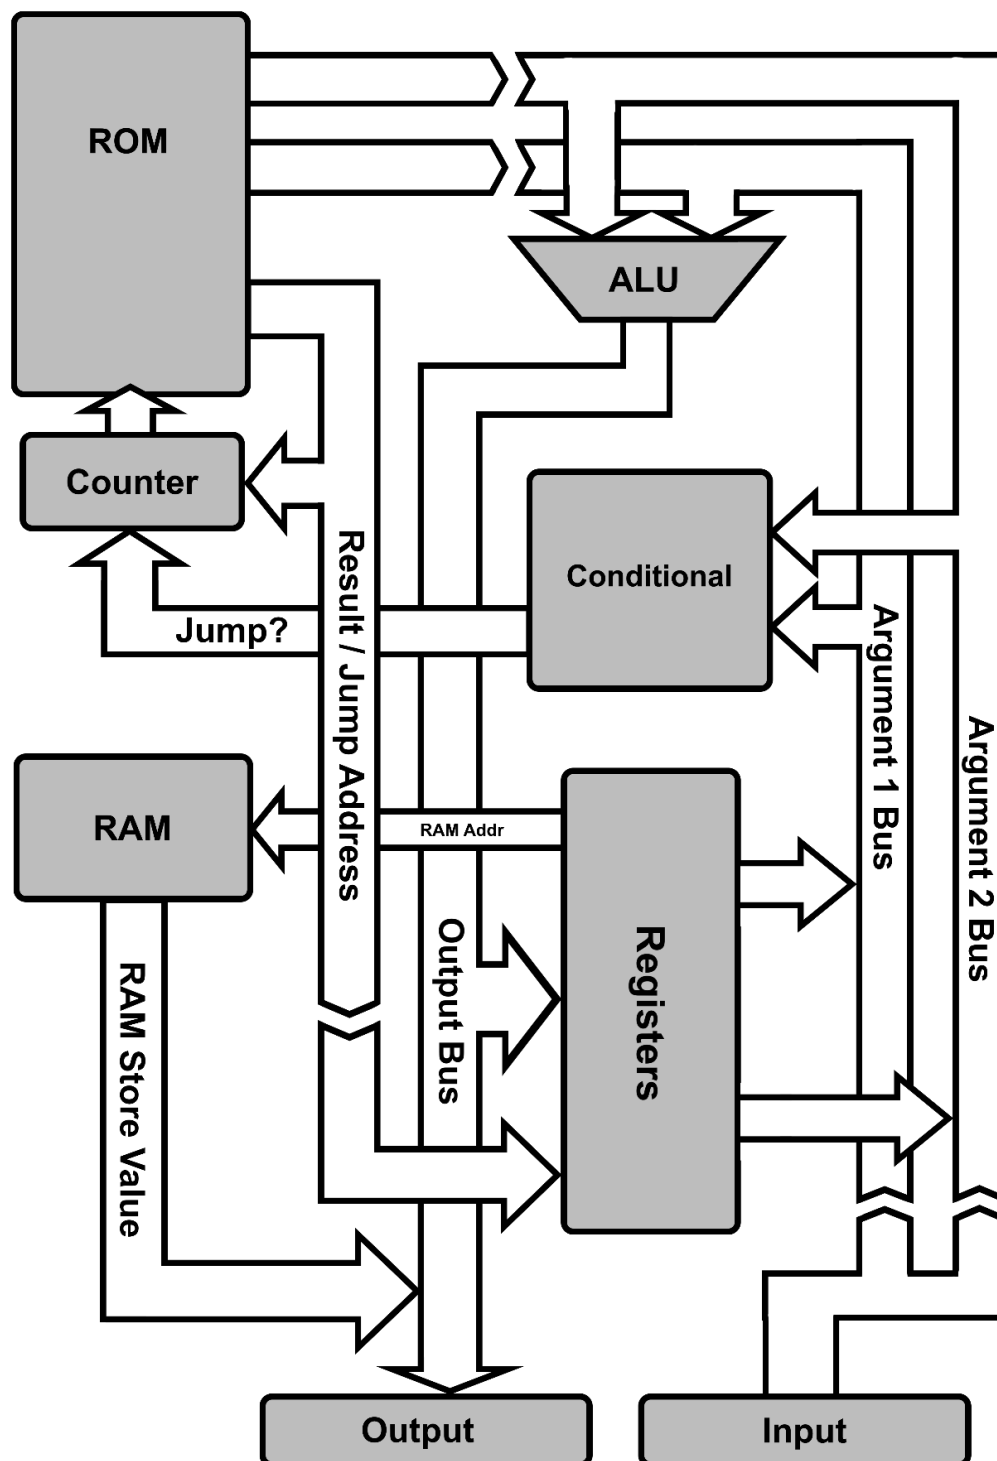 ROM
ALU
Counter
Conditional
Jump?
Result / Jump Address
Argument 1 Bus
Argument 2 Bus
RAM
RAM Addr
Registers
Output Bus
RAM Store Value
Output
Input